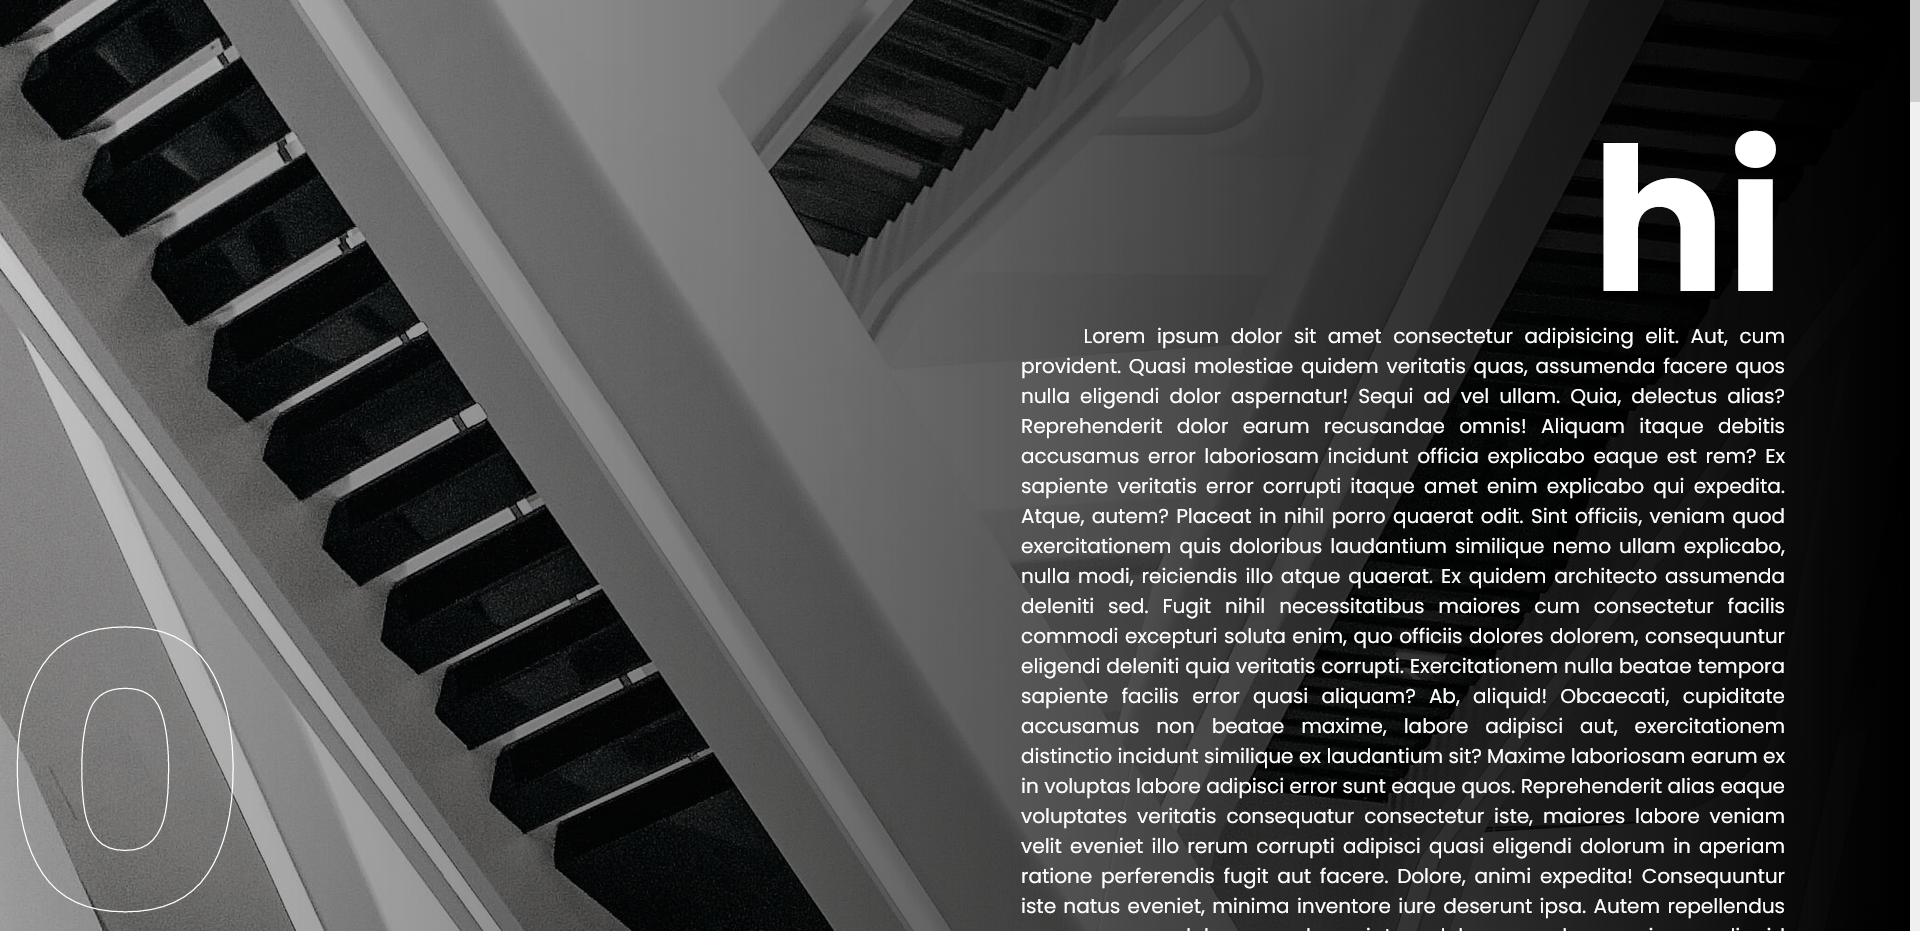 hi
Lorem ipsum dolor sit amet consectetur adipisicing elit. Aut, cum
provident. Quasi molestiae quidem veritatis quas, assumenda facere quos
nulla eligendi dolor aspernatur! Sequi ad vel ullam. Quia, delectus alias?
Reprehenderit dolor earum recusandae omnis! Aliquam itaque debitis
accusamus error laboriosam incidunt officia explicabo eaque est rem? Ex
sapiente veritatis error corrupti itaque amet enim explicabo qui expedita.
Atque, autem? Placeat in nihil porro quaerat odit. Sint officiis, veniam quod
exercitationem quis doloribus laudantium similique nemo ullam explicabo,
nulla modi, reiciendis illo atque quaerat. Ex quidem architecto assumenda
deleniti sed. Fugit nihil necessitatibus maiores cum consectetur facilis
commodi excepturi soluta enim, quo officiis dolores dolorem, consequuntur
eligendi deleniti quia veritatis corrupti. Exercitationem nulla beatae tempora
sapiente facilis error quasi aliquam? Ab, aliquid! Obcaecati, cupiditate
accusamus non beatae maxime, labore adipisci aut, exercitationem
distinctio incidunt similique ex laudantium sit? Maxime laboriosam earum ex
in voluptas labore adipisci error sunt eaque quos. Reprehenderit alias eaque
voluptates veritatis consequatur consectetur iste, maiores labore veniam
velit eveniet illo rerum corrupti adipisci quasi eligendi dolorum in aperiam
ratione perferendis fugit aut facere. Dolore, animi expedita! Consequuntur
iste natus eveniet, minima inventore iure deserunt ipsa. Autem repellendus
0